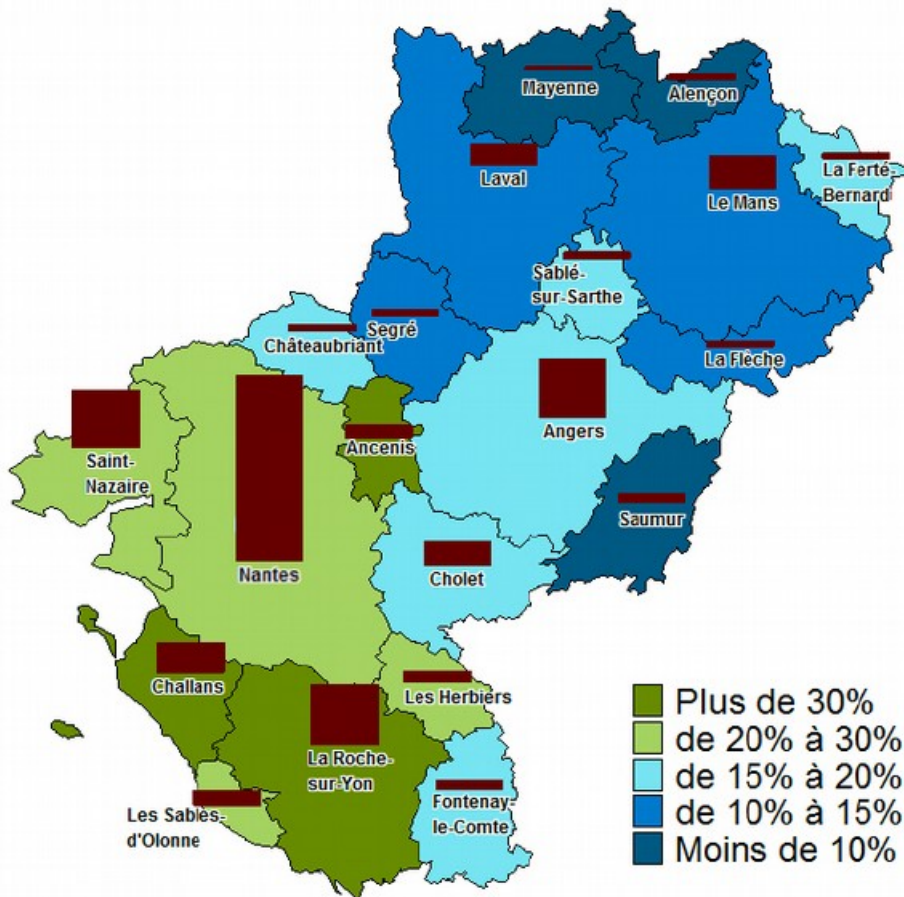 Mayenne
Alençon
Laval
Le Mans
La Ferté-
Bernard
Sablé-
sur-Sarthe
Segré
Châteaubriant
La Flèche
Angers
Ancenis
Saint-
Nazaire
Saumur
Nantes
Cholet
Challans
Les Herbiers
La Roche-
sur-Yon
Les Sables-
d'Olonne
Fontenay-
le-Comte
Plus de 30%
de 20% à 30%
de 15% à 20%
de 10% à 15%
Moins de 10%